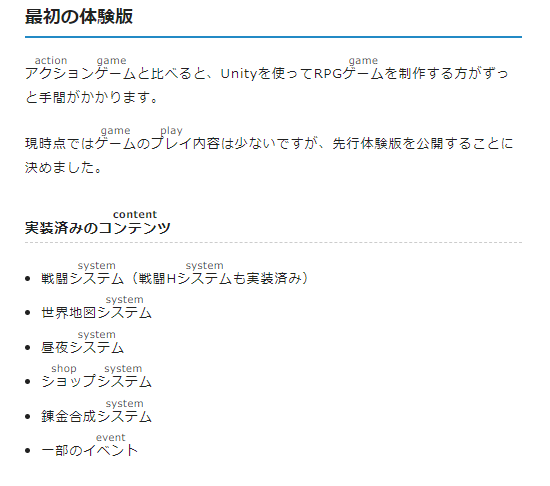 最初の体験版
action game game
アクションゲームと比べると、Unityを使ってRPGゲームを制作する方がずっ
と手間がかかります。
game play
現時点ではゲームのプレイ内容は少ないですが、先行体験版を公開することに
決めました。
content
実装済みのコンテンツ
system system
• 戦闘システム（戦闘Hシステムも実装済み）
system
• 世界地図システム
system
• 昼夜システム
shop system
• ショップシステム
system
• 錬金合成システム
event
• 一部のイベント